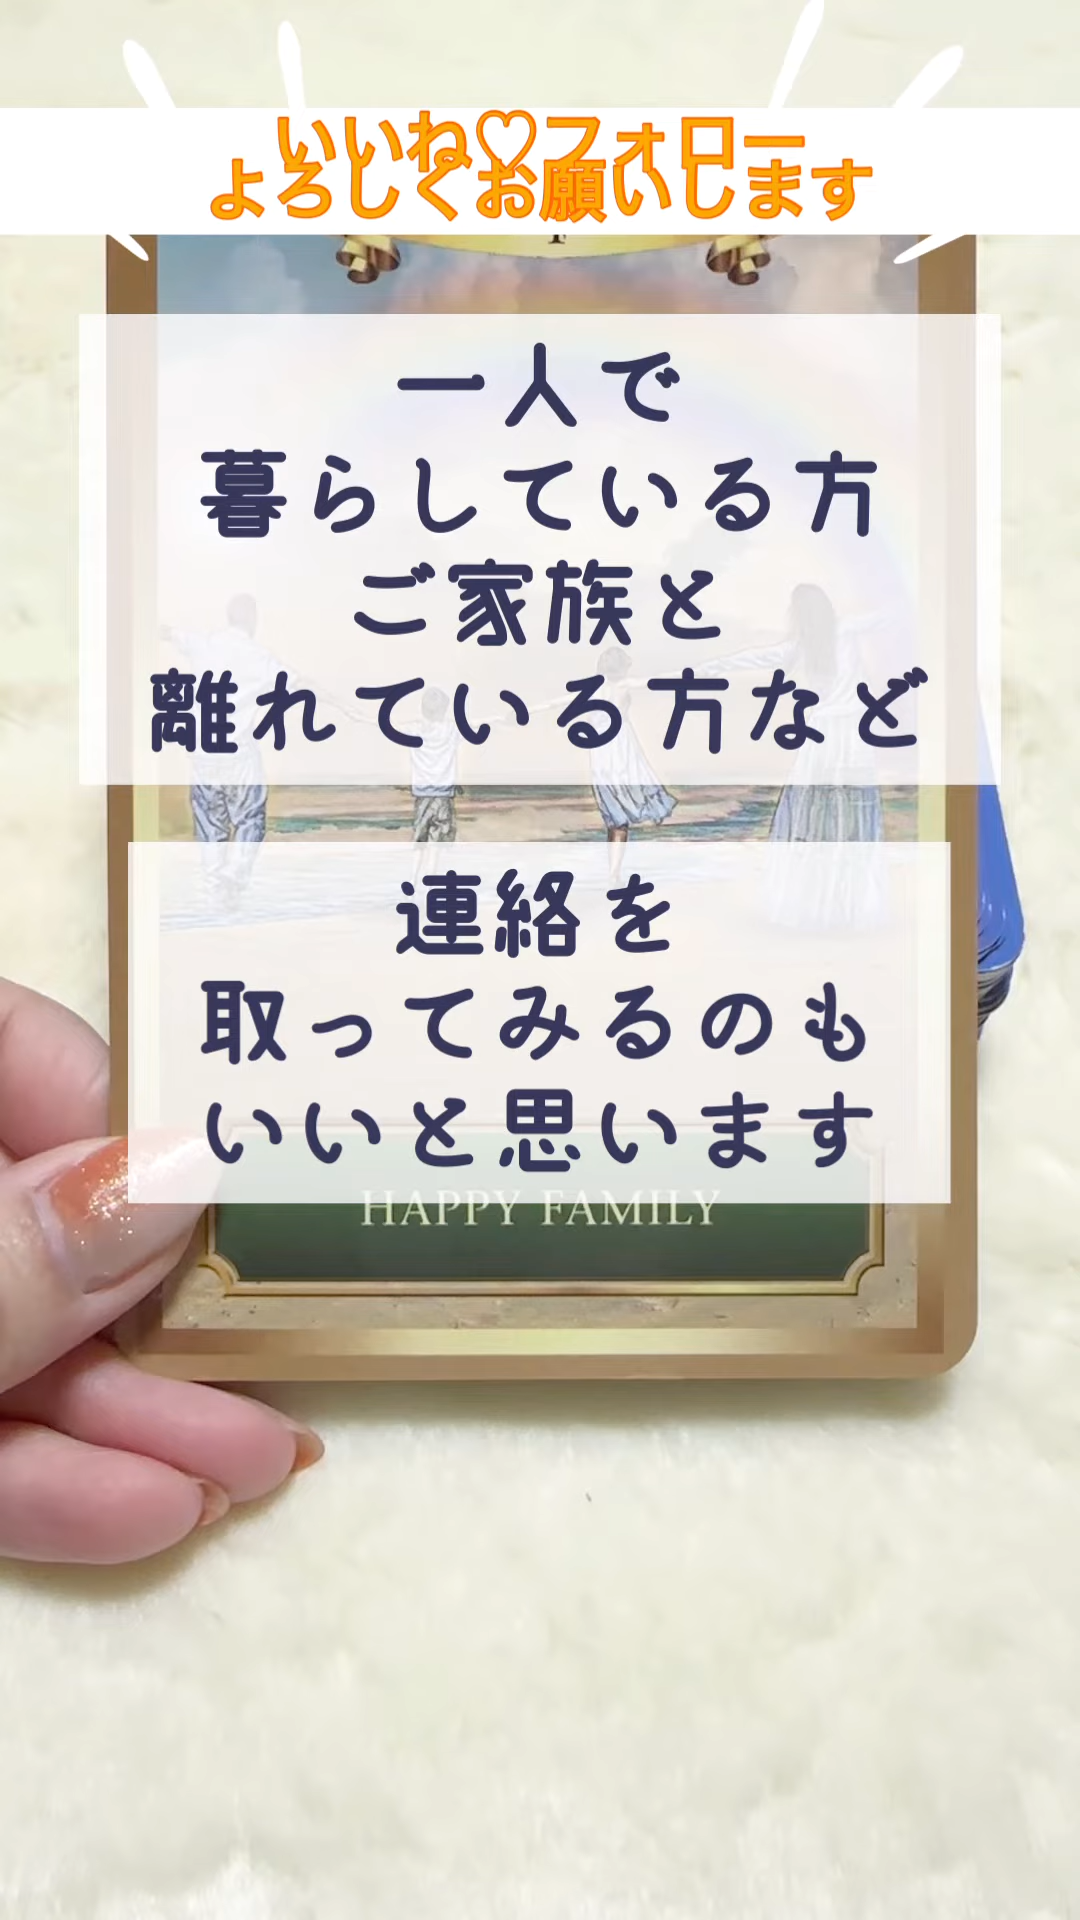 いいね♡フォロー
よろしくお願いします
一人で
暮らしている方
ご家族と
離れている方など
連絡を
取ってみるのも
いいと思います
HAPPY FAMILY